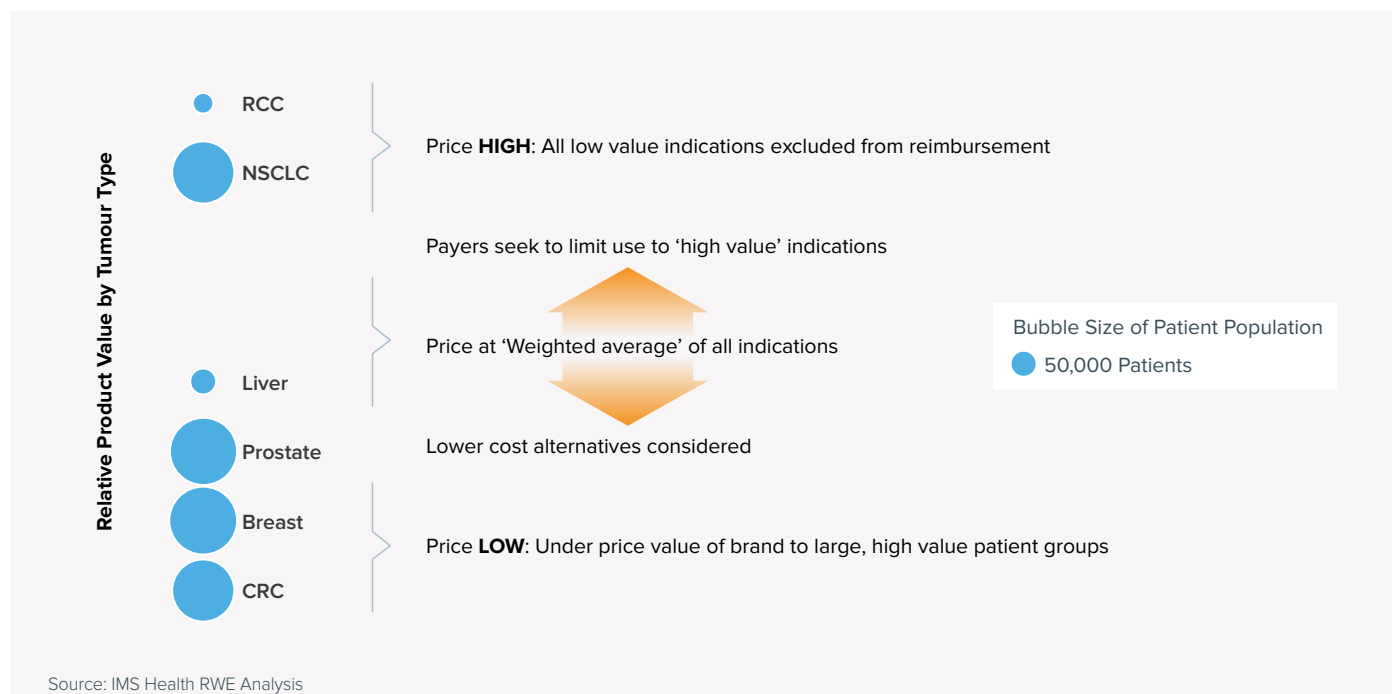 Relative Product Value by Tumour Type
RCC
NSCLC
Price HIGH: All low value indications excluded from reimbursement
Payers seek to limit use to ‘high value’ indications
Price at ‘Weighted average’ of all indications
Liver
Prostate
Lower cost alternatives considered
Breast
Price LOW: Under price value of brand to large, high value patient groups
CRC
Bubble Size of Patient Population
50,000 Patients
Source: IMS Health RWE Analysis